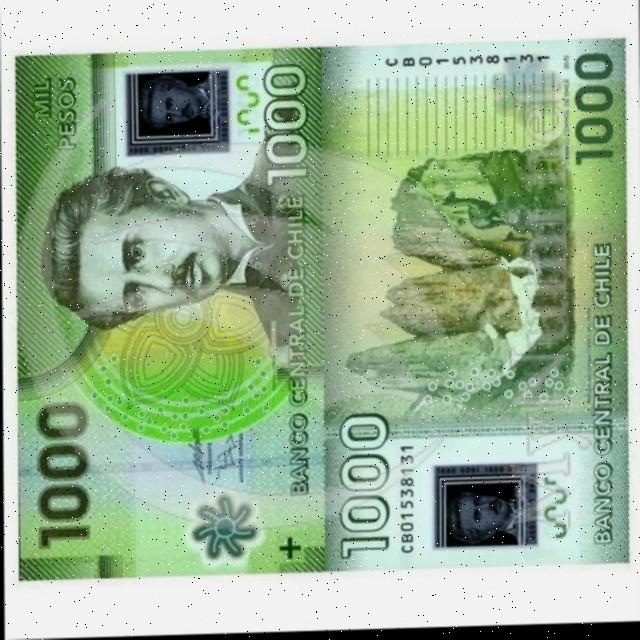 MIL
PESOS
1000
BANCO CENTRAL DE CHILE
1000
+
CB01538131
1000
BANCO CENTRAL DE CHILE
1000
CB01538131